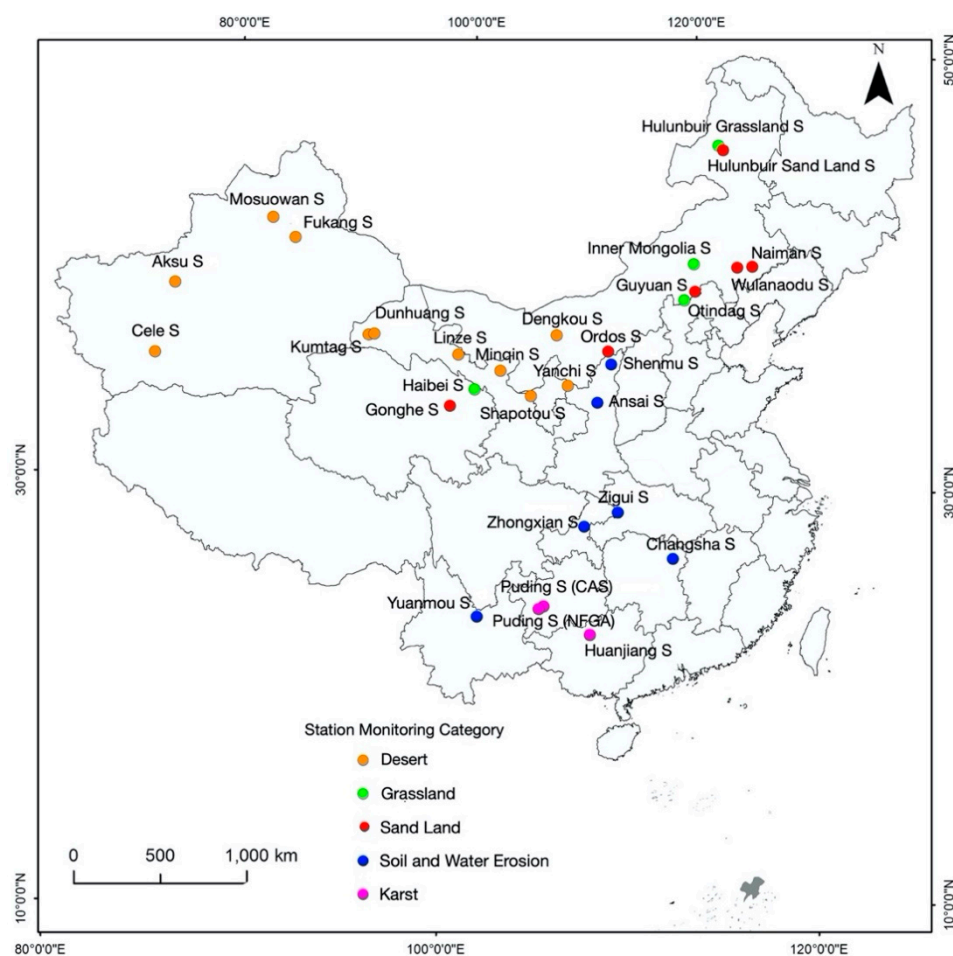 80°0'0"E 100°0'0"E 120°0'0"E
50°0'0"N
N
Hulunbuir Grassland S
Hulunbuir Sand Land S
Mosuowan S
Fukang S
Inner Mongolia S
Naiman S
Aksu S
Guyuan S
Wulanaodu S
Otindag S
Dunhuang S
Dengkou S
Cele S
Linze S
Ordos S
Kumtag S
Minqin S
Shenmu S
Yanchi S
Haibei S
Ansai S
Gonghe S
Shapotou S
30°0'0"N
30°0'0"N
Zigui S
Zhongxian S
Changsha S
Puding S (CAS)
Yuanmou S
Puding S (NFGA)
Huanjiang S
Station Monitoring Category
Desert
Grassland
Sand Land
Soil and Water Erosion
Karst
0 500 1,000 km
10°0'0"N
10°0'0"N
80°0'0"E 100°0'0"E 120°0'0"E